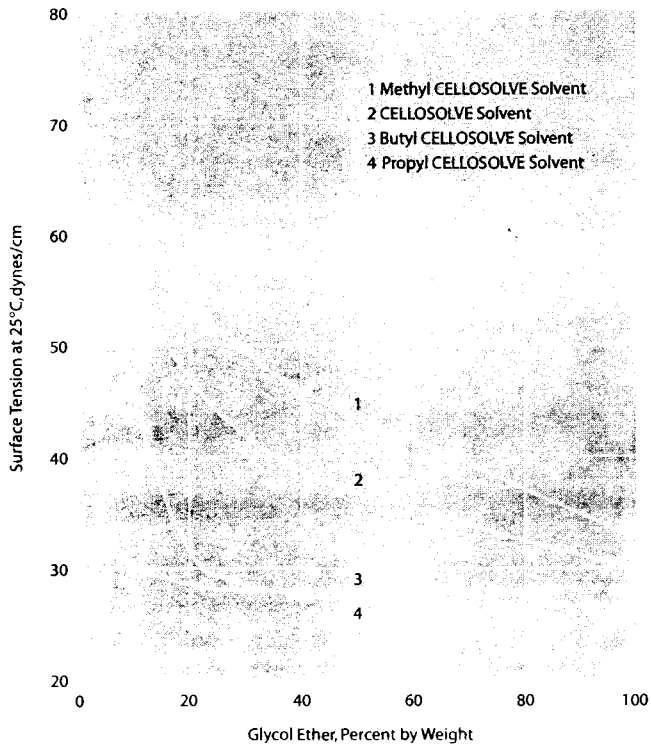 80
1 Methyl CELLOSOLVE Solvent
2 CELLOSOLVE Solvent
3 Butyl CELLOSOLVE Solvent
4 Propyl CELLOSOLVE Solvent
70
60
50
40
30
20
Surface Tension at 25°C, dynes/cm
1
2
3
4
0 20 40 60 80 100
Glycol Ether, Percent by Weight